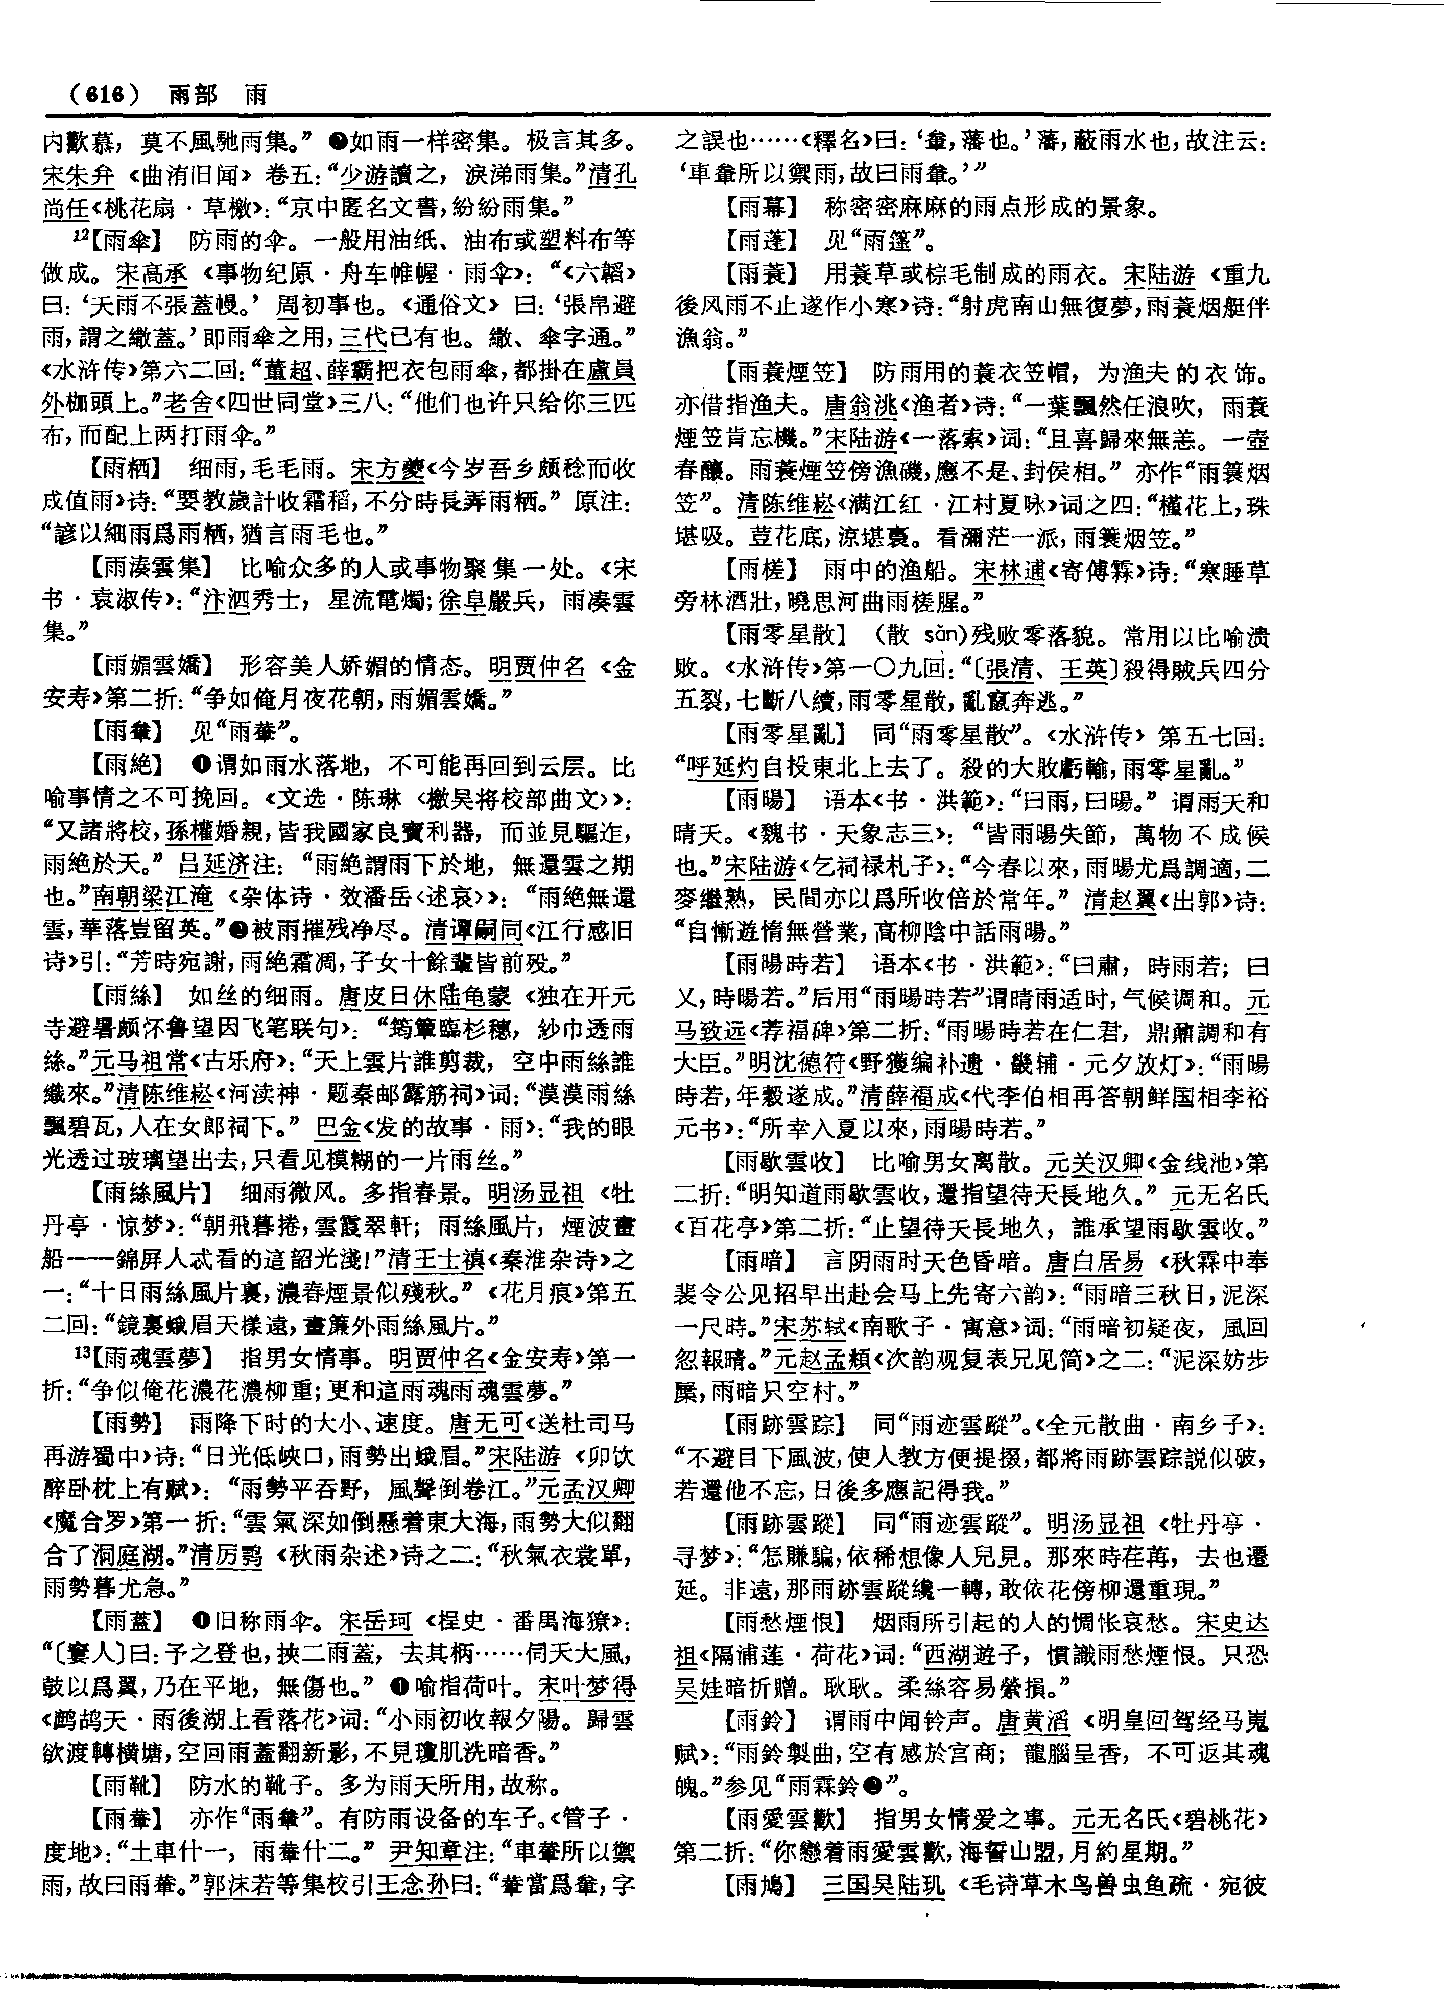 (616) 雨部 雨
内歡慕，莫不風馳雨集。” ❷如雨一样密集。极言其多。
宋朱弁《曲洧旧闻》卷五：“少游讀之，淚涕雨集。”清孔
尚任《桃花扇·草檄》：“京中匿名文書，紛紛雨集。”
12【雨傘】 防雨的伞。一般用油纸、油布或塑料布等
做成。宋高承《事物纪原·舟车帷幄·雨伞》：“《六韜》
曰：‘天雨不張蓋幔。’ 周初事也。《通俗文》曰：‘張帛避
雨，謂之繖蓋。’即雨傘之用，三代已有也。繖、傘字通。”
《水浒传》第六二回：“董超、薛霸把衣包雨傘，都掛在盧員
外枷頭上。”老舍《四世同堂》三八：“他们也许只给你三匹
布，而配上两打雨伞。”
【雨栖】 细雨，毛毛雨。宋方夔《今岁吾乡颇稔而收
成值雨》诗：“要教歲計收霜稻，不分時長弄雨栖。” 原注：
“諺以細雨爲雨栖，猶言雨毛也。”
【雨湊雲集】 比喻众多的人或事物聚集一处。《宋
书·袁淑传》：“汴泗秀士，星流電燭；徐阜嚴兵，雨凑雲
集。”
【雨媚雲嬌】 形容美人娇媚的情态。明贾仲名《金
安寿》第二折：“争如俺月夜花朝，雨媚雲嬌。”
【雨軬】 见“雨輂”。
【雨絶】 ❶谓如雨水落地，不可能再回到云层。比
喻事情之不可挽回。《文选·陈琳〈檄吴将校部曲文〉》：
“又諸將校，孫權婚親，皆我國家良寶利器，而並見驅迮，
雨絶於天。” 吕延济注：“雨絶謂雨下於地，無還雲之期
也。”南朝梁江淹《杂体诗·效潘岳〈述哀〉》：“雨絶無還
雲，華落豈留英。”❷被雨摧残净尽。清谭嗣同《江行感旧
诗》引：“芳時宛謝，雨絶霜凋，子女十餘輩皆前殁。”
【雨絲】 如丝的细雨。唐皮日休陆龟蒙《独在开元
寺避暑颇怀鲁望因飞笔联句》：“筠簟臨杉穗，紗巾透雨
絲。”元马祖常《古乐府》：“天上雲片誰剪裁，空中雨絲誰
織來。”清陈维崧《河渎神·题秦邮露筋祠》词：“漠漠雨絲
飄碧瓦，人在女郎祠下。” 巴金《发的故事·雨》：“我的眼
光透过玻璃望出去，只看见模糊的一片雨丝。”
【雨絲風片】 细雨微风。多指春景。明汤显祖《牡
丹亭·惊梦》：“朝飛暮捲，雲霞翠軒；雨絲風片，煙波畫
船——錦屏人忒看的這韶光淺！”清王士禛《秦淮杂诗》之
一：“十日雨絲風片裏，濃春煙景似殘秋。” 《花月痕》第五
二回：“鏡裏蛾眉天樣遠，畫簾外雨絲風片。”
13【雨魂雲夢】 指男女情事。明贾仲名《金安寿》第一
折：“争似俺花濃花濃柳重；更和這雨魂雨魂雲夢。”
【雨勢】 雨降下时的大小、速度。唐无可《送杜司马
再游蜀中》诗：“日光低峽口，雨勢出蛾眉。”宋陆游《卯饮
醉卧枕上有赋》：“雨勢平吞野，風聲倒卷江。”元孟汉卿
《魔合罗》第一折：“雲氣深如倒懸着東大海，雨勢大似翻
合了洞庭湖。”清厉鹗《秋雨杂述》诗之二：“秋氣衣裳單，
雨勢暮尤急。”
【雨蓋】 ❶旧称雨伞。宋岳珂《桯史·番禺海獠》：
“〔窶人〕曰：予之登也，挾二雨蓋，去其柄……伺天大風，
鼓以爲翼，乃在平地，無傷也。” ❶喻指荷叶。宋叶梦得
《鹧鸪天·雨後湖上看落花》词：“小雨初收報夕陽。歸雲
欲渡轉横塘，空回雨蓋翻新影，不見瓊肌洗暗香。”
【雨靴】 防水的靴子。多为雨天所用，故称。
【雨輂】 亦作“雨軬”。有防雨设备的车子。《管子·
度地》：“土車什一，雨輂什二。” 尹知章注：“車輂所以禦
雨，故曰雨輂。”郭沫若等集校引王念孙曰：“輂當爲軬，字
之誤也……《釋名》曰：‘軬，藩也。’藩，蔽雨水也，故注云：
‘車軬所以禦雨，故曰雨軬。’”
【雨幕】 称密密麻麻的雨点形成的景象。
【雨蓬】 见“雨篷”。
【雨蓑】 用蓑草或棕毛制成的雨衣。宋陆游《重九
後风雨不止遂作小寒》诗：“射虎南山無復夢，雨蓑烟艇伴
漁翁。”
【雨蓑煙笠】 防雨用的蓑衣笠帽，为渔夫的衣饰。
亦借指渔夫。唐翁洮《渔者》诗：“一葉飄然任浪吹，雨蓑
煙笠肯忘機。”宋陆游《一落索》词：“且喜歸來無恙。一壺
春釀。雨蓑煙笠傍漁磯，應不是、封侯相。” 亦作“雨簑烟
笠”。清陈维崧《满江红·江村夏咏》词之四：“槿花上，珠
堪吸。荳花底，涼堪裛。看瀰茫一派，雨簑烟笠。”
【雨槎】 雨中的渔船。宋林逋《寄傅霖》诗：“寒睡草
旁林酒壯，曉思河曲雨槎腥。”
【雨零星散】 （散 sǎn）残败零落貌。常用以比喻溃
败。《水浒传》第一〇九回：“〔張清、王英〕殺得賊兵四分
五裂，七斷八續，雨零星散，亂竄奔逃。”
【雨零星亂】 同“雨零星散”。《水浒传》第五七回：
“呼延灼自投東北上去了。殺的大敗虧輸，雨零星亂。”
【雨暘】 语本《书·洪範》：“曰雨，曰暘。” 谓雨天和
晴天。《魏书·天象志三》：“皆雨暘失節，萬物不成候
也。”宋陆游《乞祠禄札子》：“今春以來，雨暘尤爲調適，二
麥繼熟，民間亦以爲所收倍於常年。” 清赵翼《出郭》诗：
“自慚遊惰無營業，高柳陰中話雨暘。”
【雨暘時若】 语本《书·洪範》：“曰肅，時雨若；曰
乂，時暘若。”后用“雨暘時若”谓晴雨适时，气候调和。元
马致远《荐福碑》第二折：“雨暘時若在仁君，鼎鼐調和有
大臣。”明沈德符《野獲编补遗·畿辅·元夕放灯》：“雨暘
時若，年穀遂成。”清薛福成《代李伯相再答朝鲜国相李裕
元书》：“所幸入夏以來，雨暘時若。”
【雨歇雲收】 比喻男女离散。元关汉卿《金线池》第
二折：“明知道雨歇雲收，還指望待天長地久。” 元无名氏
《百花亭》第二折：“止望待天長地久，誰承望雨歇雲收。”
【雨暗】 言阴雨时天色昏暗。唐白居易《秋霖中奉
裴令公见招早出赴会马上先寄六韵》：“雨暗三秋日，泥深
一尺時。”宋苏轼《南歌子·寓意》词：“雨暗初疑夜，風回
忽報晴。”元赵孟頫《次韵观复表兄见简》之二：“泥深妨步
屧，雨暗只空村。”
【雨跡雲踪】 同“雨迹雲蹤”。《全元散曲·南乡子》：
“不避目下風波，使人教方便提掇，都將雨跡雲踪説似破，
若還他不忘，日後多應記得我。”
【雨跡雲蹤】 同“雨迹雲蹤”。明汤显祖《牡丹亭·
寻梦》：“怎賺騙，依稀想像人兒見。那來時荏苒，去也遷
延。非遠，那雨跡雲蹤纔一轉，敢依花傍柳還重現。”
【雨愁煙恨】 烟雨所引起的人的惆怅哀愁。宋史达
祖《隔浦莲·荷花》词：“西湖遊子，慣識雨愁煙恨。只恐
吴娃暗折贈。耿耿。柔絲容易縈損。”
【雨鈴】 谓雨中闻铃声。唐黄滔《明皇回驾经马嵬
赋》：“雨鈴製曲，空有感於宫商；龍腦呈香，不可返其魂
魄。”参见“雨霖鈴❷”。
【雨愛雲歡】 指男女情爱之事。元无名氏《碧桃花》
第二折：“你戀着雨愛雲歡，海誓山盟，月約星期。”
【雨鳩】 三国吴陆玑《毛诗草木鸟兽虫鱼疏·宛彼